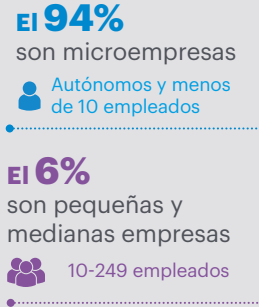 El 94%
son microempresas
Autónomos y menos
de 10 empleados
El 6%
son pequeñas y
medianas empresas
10-249 empleados